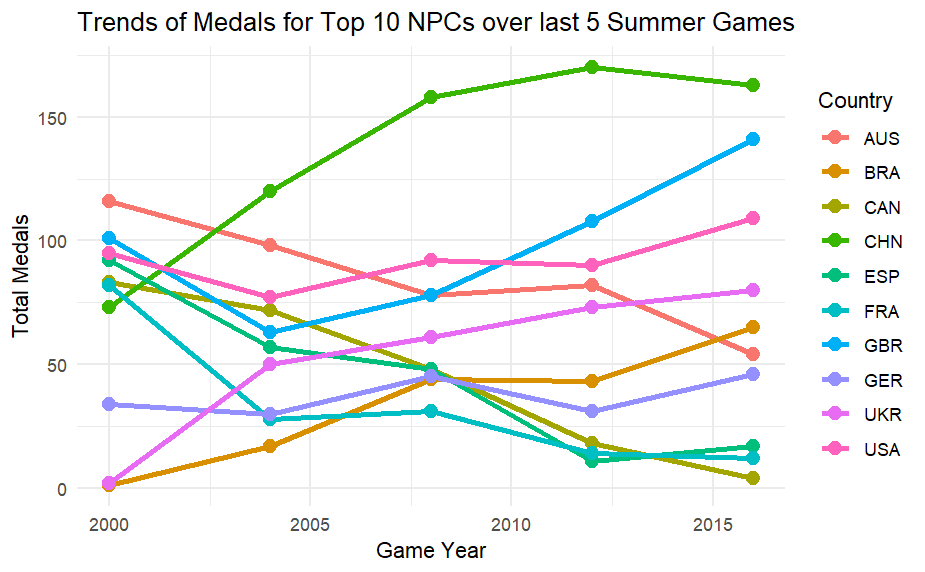 Trends of Medals for Top 10 NPCs over last 5 Summer Games
Total Medals
150
100
50
0
2000
2005
2010
2015
Game Year
Country
AUS
BRA
CAN
CHN
ESP
FRA
GBR
GER
UKR
USA